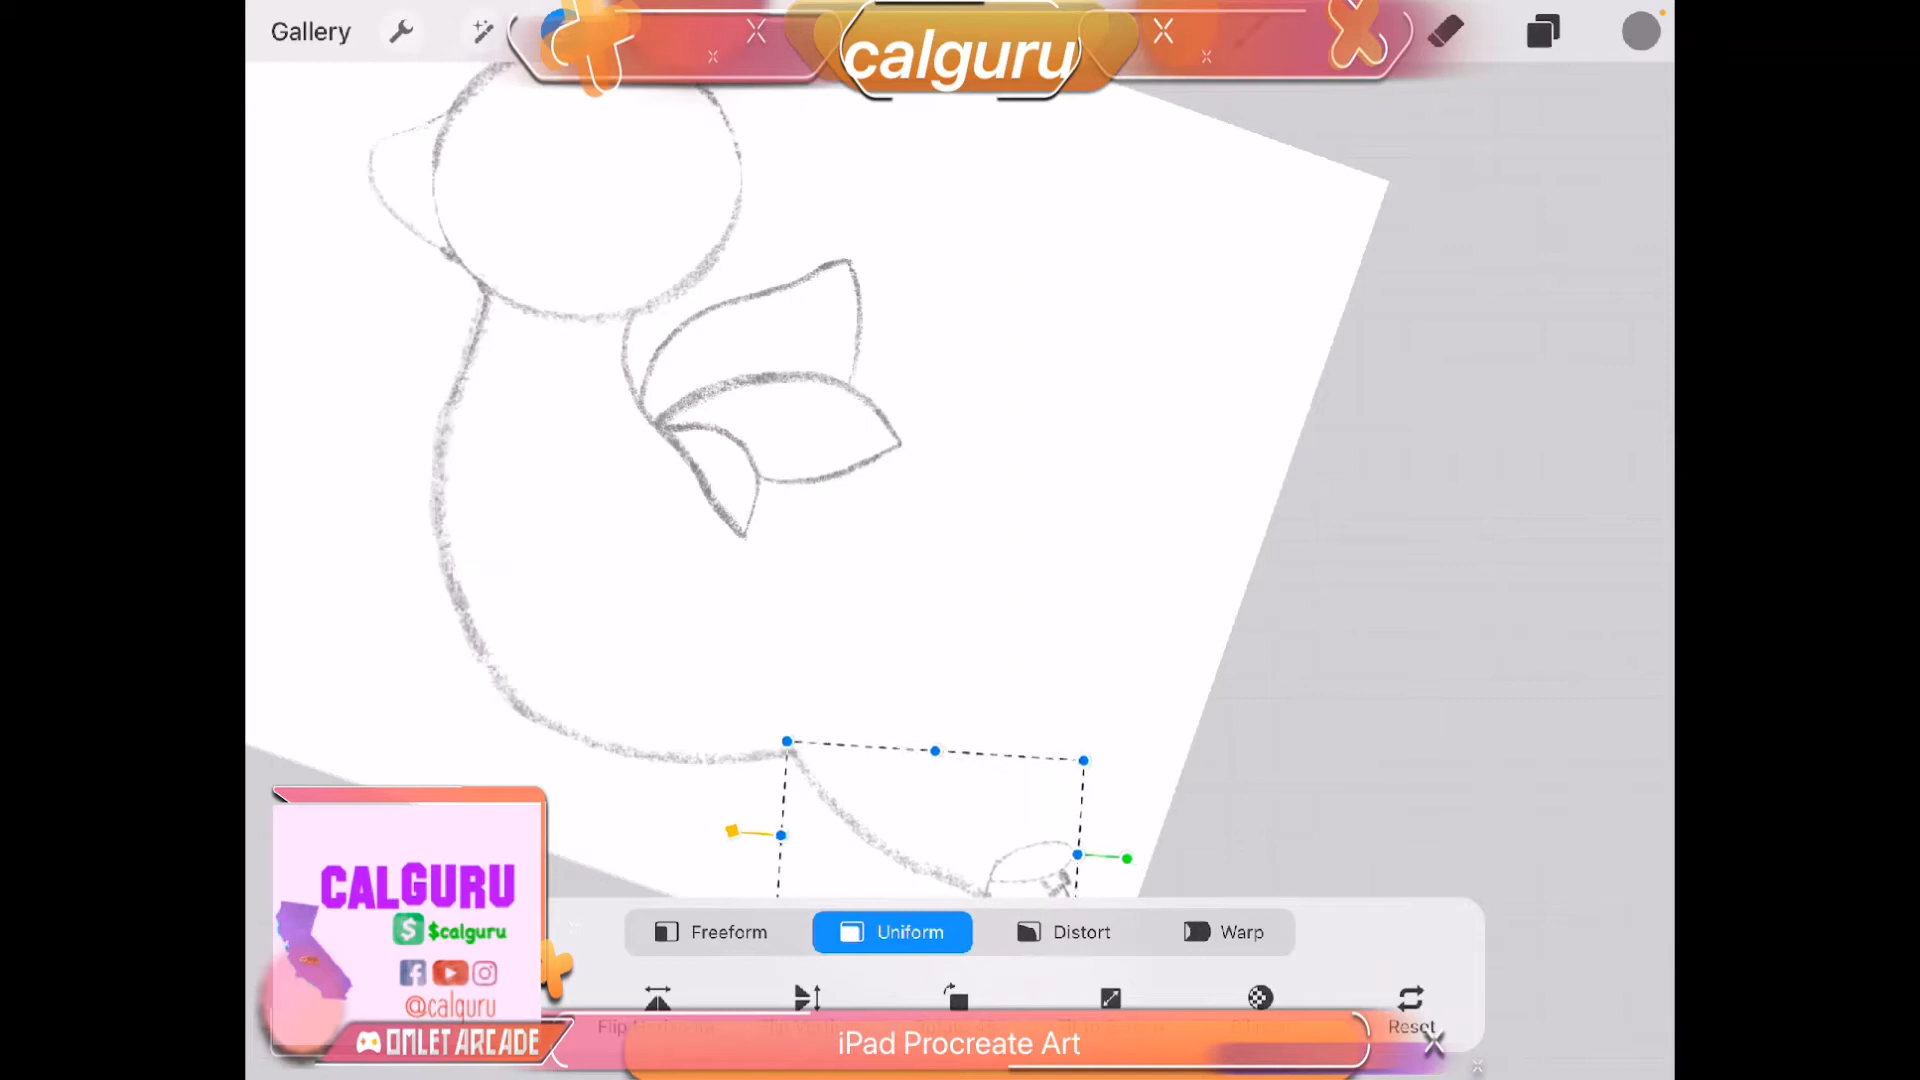 Gallery
calguru
CALGURU
$calguru
@calguru
OMLET ARCADE
Freeform
Uniform
Distort
Warp
Reset
iPad Procreate Art